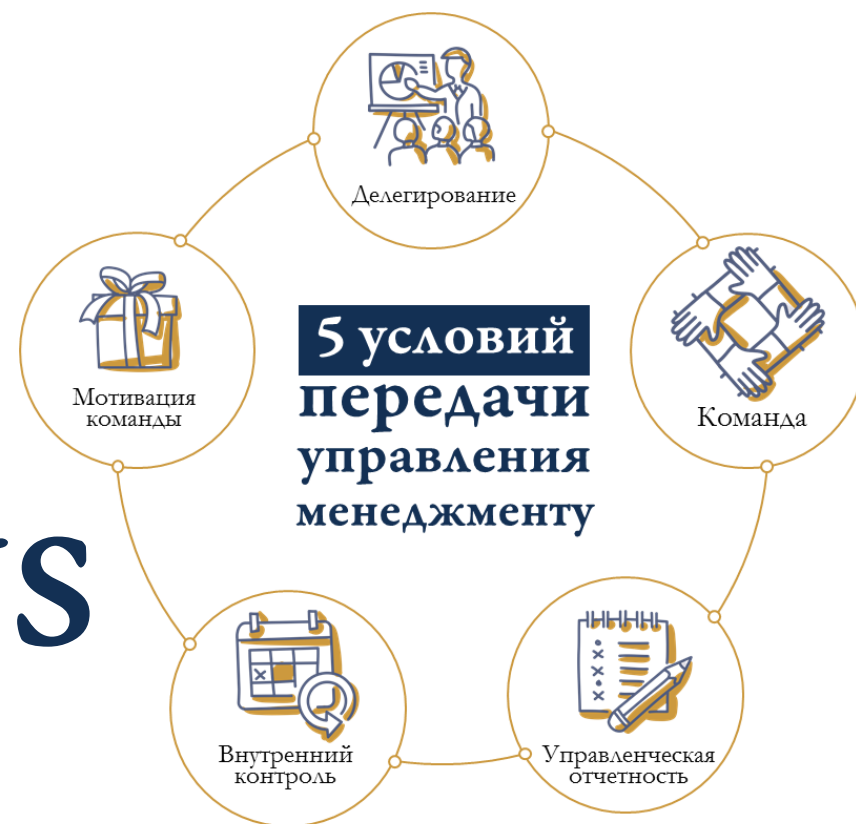 Делегирование
Мотивация
команды
Команда
5 условий
передачи
управления
менеджменту
Внутренний
контроль
Управленческая
отчетность